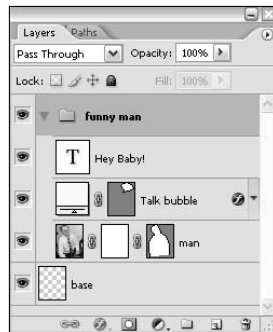 Layers Paths
Pass Through Opacity: 100%
Lock: Fill: 100%
funny man
T Hey Baby!
Talk bubble
man
base